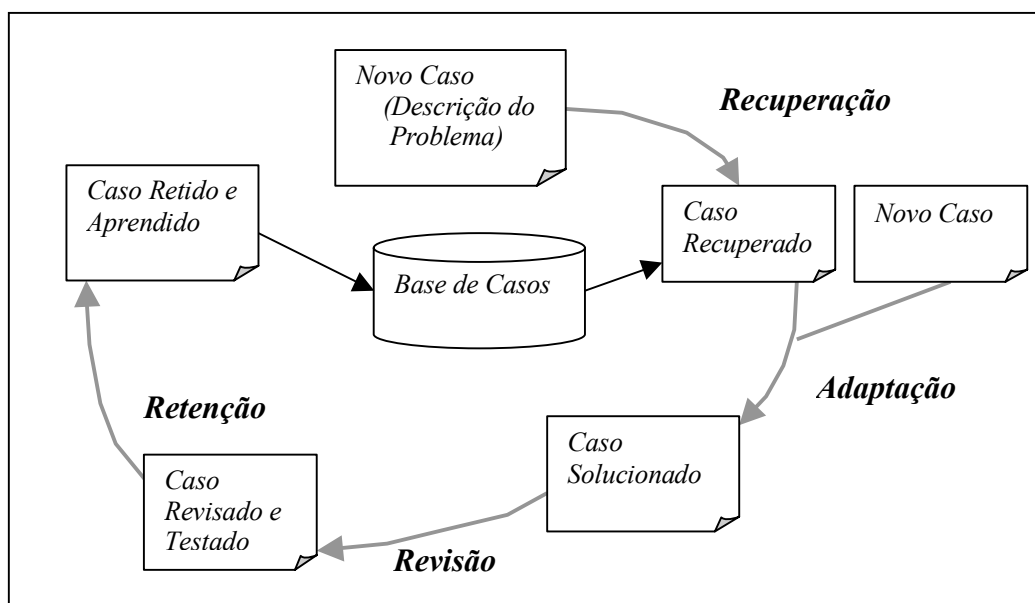 Novo Caso
(Descrição do
Problema)
Recuperação
Caso Retido e
Aprendido
Caso
Recuperado
Novo Caso
Base de Casos
Adaptação
Retenção
Caso
Solucionado
Caso
Revisado e
Testado
Revisão